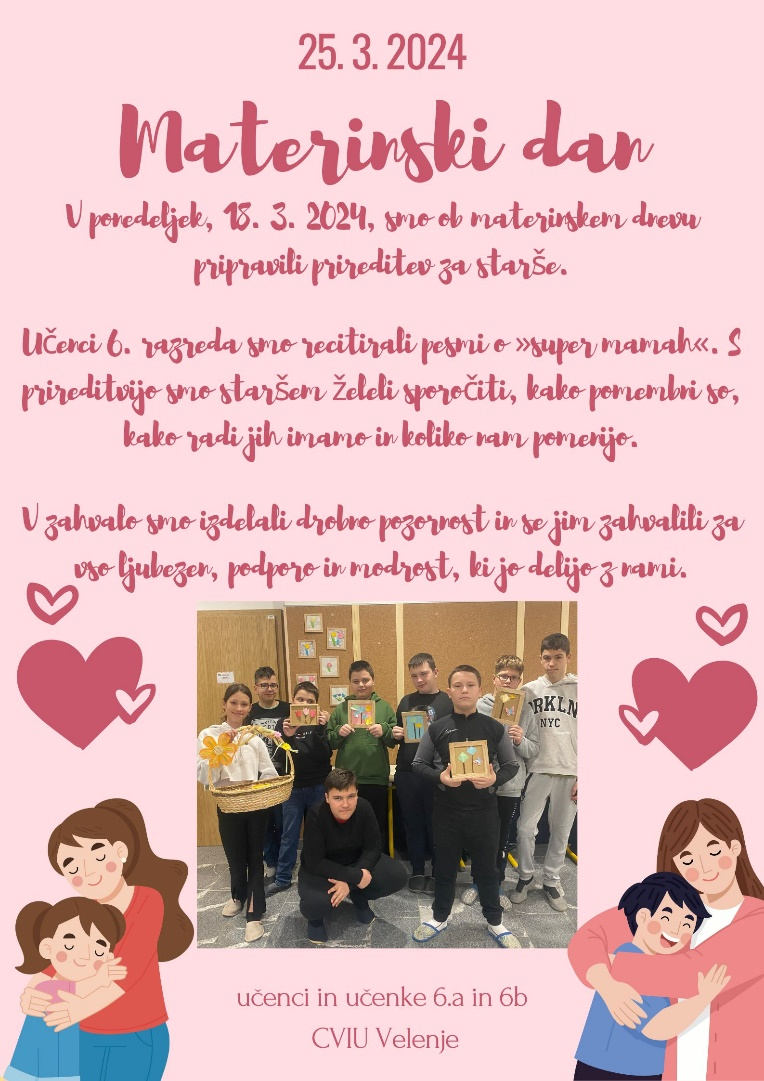 25. 3. 2024
Materinski dan
V ponedeljek, 18. 3. 2024, smo ob materinskem dnevu
pripravili prireditev za starše.
Učenci 6. razreda smo recitirali pesmi o »super mamah«. S
prireditvijo smo staršem želeli sporočiti, kako pomembni so,
kako radi jih imamo in koliko nam pomenijo.
V zahvalo smo izdelali drobno pozornost in se jim zahvalili za
vso ljubezen, podporo in modrost, ki jo delijo z nami.
RKLN
NYC
učenci in učenke 6.a in 6b
CVIU Velenje